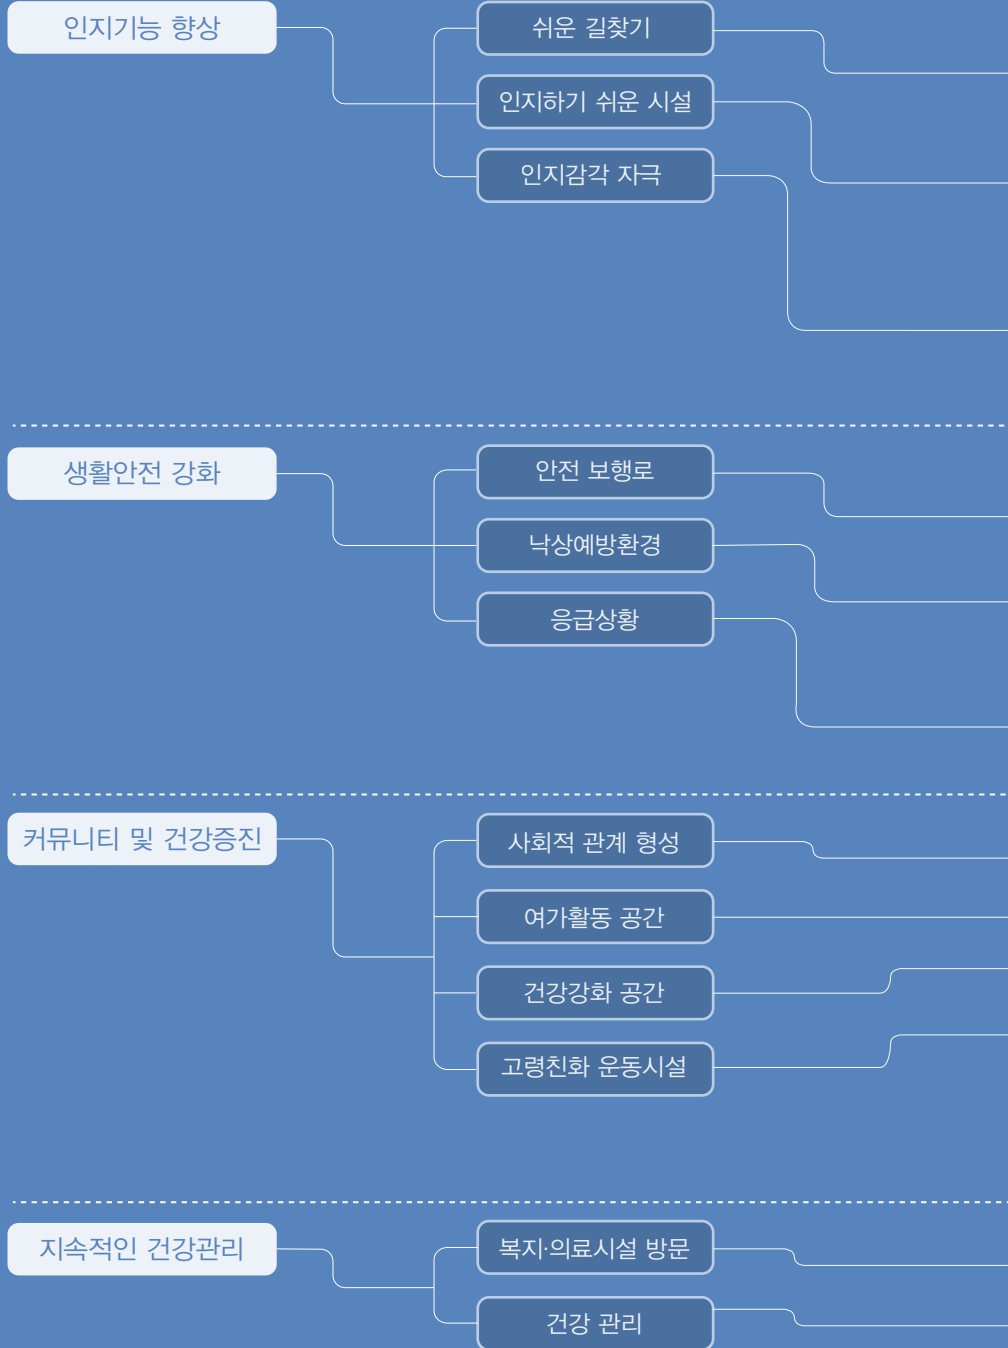 인지기능 향상
쉬운 길찾기
인지하기 쉬운 시설
인지감각 자극
생활안전 강화
안전 보행로
낙상예방환경
응급상황
커뮤니티 및 건강증진
사회적 관계 형성
여가활동 공간
건강강화 공간
고령친화 운동시설
지속적인 건강관리
복지·의료시설 방문
건강 관리